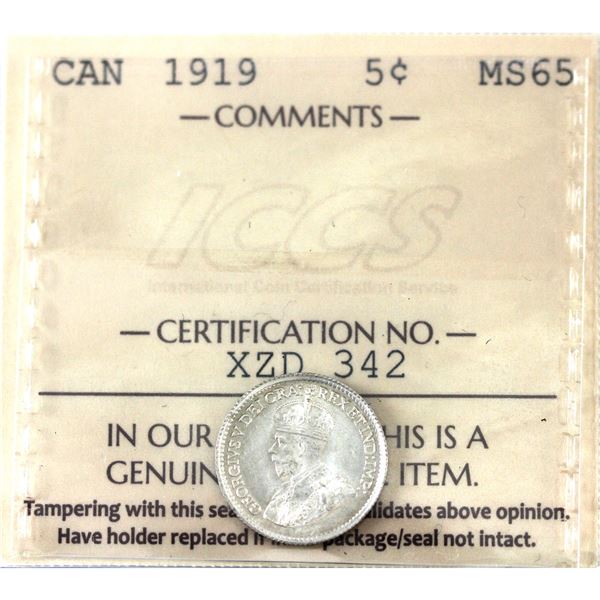 CAN 1919 5¢ MS65
— COMMENTS —
ICCS
International Coin Certification Service
— CERTIFICATION NO. —
XZD 342
IN OUR HIS IS A
GENUIN ITEM.
Tampering with this sea lidates above opinion.
Have holder replaced if package/seal not intact.
GEORGIVS V DEI GRA: REX ET IND:IMP: